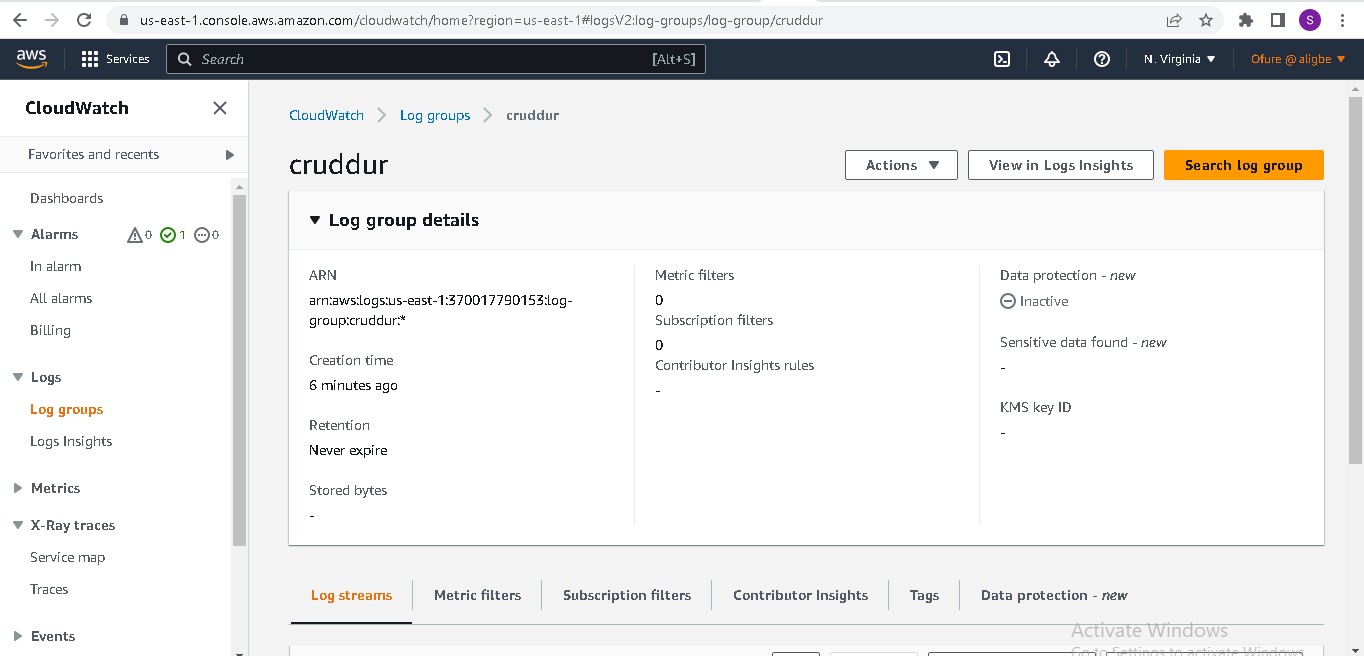 us-east-1.console.aws.amazon.com/cloudwatch/home?region=us-east-1#logsV2:log-groups/log-group/cruddur
S
aws
Services
Search
[Alt+S]
N. Virginia
Ofure @ aligbe
CloudWatch
Favorites and recents
Dashboards
Alarms
0
1
0
In alarm
All alarms
Billing
Logs
Log groups
Logs Insights
Metrics
X-Ray traces
Service map
Traces
Events
CloudWatch
Log groups
cruddur
cruddur
Actions
View in Logs Insights
Search log group
Log group details
ARN
arn:aws:logs:us-east-1:370017790153:log-
group:cruddur:*
Creation time
6 minutes ago
Retention
Never expire
Stored bytes
-
Metric filters
0
Subscription filters
0
Contributor Insights rules
-
Data protection - new
Inactive
Sensitive data found - new
-
KMS key ID
-
Log streams
Metric filters
Subscription filters
Contributor Insights
Tags
Data protection - new
Activate Windows
Go to Settings to activate Windows.